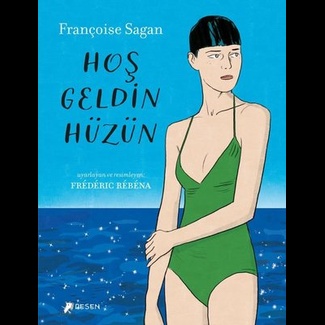 Françoise Sagan
HOŞ
GELDİN
HÜZÜN
uyarlayan ve resimleyen:
FRÉDÉRIC RÉBÉNA
DESEN